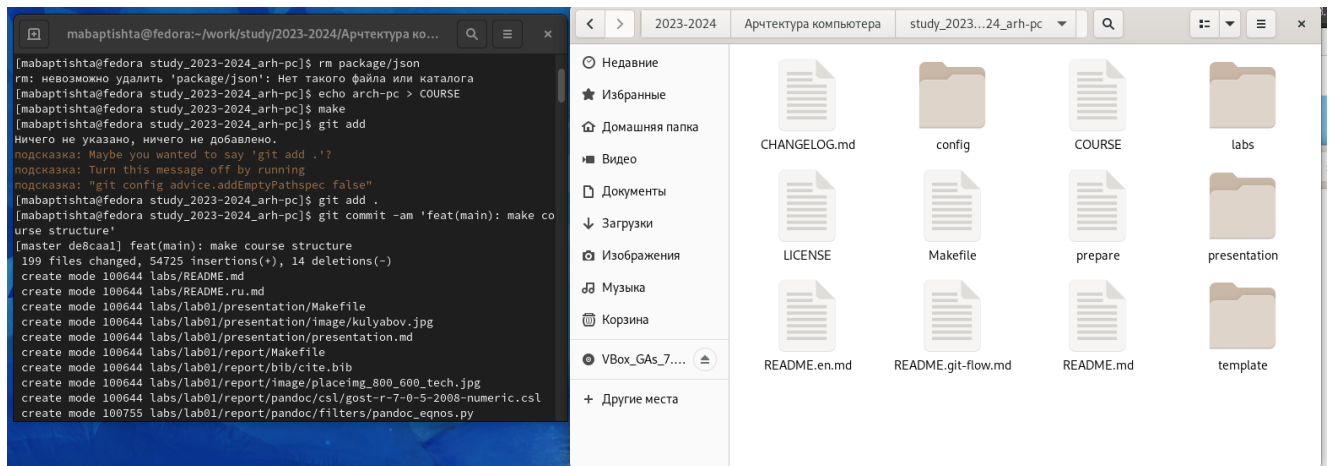 mabaptishta@fedora:~/work/study/2023-2024/Арчтектура ко...
[mabaptishta@fedora study_2023-2024_arh-pc]$ rm package/json
rm: невозможно удалить 'package/json': Нет такого файла или каталога
[mabaptishta@fedora study_2023-2024_arh-pc]$ echo arch-pc > COURSE
[mabaptishta@fedora study_2023-2024_arh-pc]$ make
[mabaptishta@fedora study_2023-2024_arh-pc]$ git add
Ничего не указано, ничего не добавлено.
подсказка: Maybe you wanted to say 'git add .'?
подсказка: Turn this message off by running
подсказка: "git config advice.addEmptyPathspec false"
[mabaptishta@fedora study_2023-2024_arh-pc]$ git add .
[mabaptishta@fedora study_2023-2024_arh-pc]$ git commit -am 'feat(main): make co
urse structure'
[master de8caa1] feat(main): make course structure
199 files changed, 54725 insertions(+), 14 deletions(-)
create mode 100644 labs/README.md
create mode 100644 labs/README.ru.md
create mode 100644 labs/lab01/presentation/Makefile
create mode 100644 labs/lab01/presentation/image/kulyabov.jpg
create mode 100644 labs/lab01/presentation/presentation.md
create mode 100644 labs/lab01/report/Makefile
create mode 100644 labs/lab01/report/bib/cite.bib
create mode 100644 labs/lab01/report/image/placeimg_800_600_tech.jpg
create mode 100644 labs/lab01/report/pandoc/csl/gost-r-7-0-5-2008-numeric.csl
create mode 100755 labs/lab01/report/pandoc/filters/pandoc_eqnos.py
2023-2024 Арчтектура компьютера study_2023...24_arh-pc
Недавние
Избранные
Домашняя папка
Видео
Документы
Загрузки
Изображения
Музыка
Корзина
VBox_GAs_7....
Другие места
CHANGELOG.md config COURSE labs
LICENSE Makefile prepare presentation
README.en.md README.git-flow.md README.md template